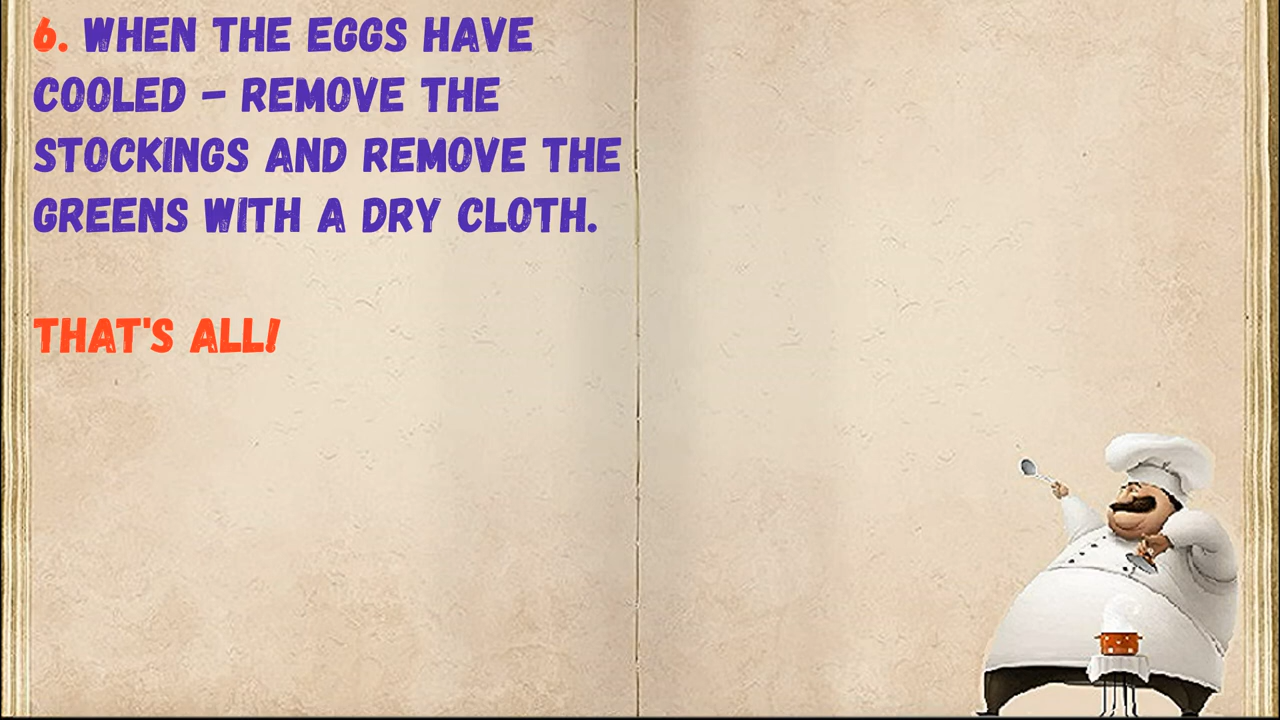 6. WHEN THE EGGS HAVE
COOLED – REMOVE THE
STOCKINGS AND REMOVE THE
GREENS WITH A DRY CLOTH.
THAT'S ALL!